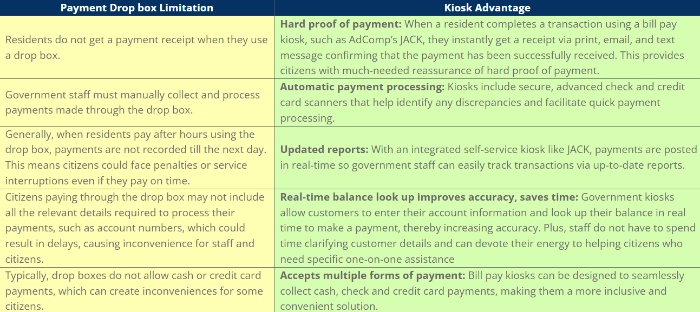 Payment Drop box Limitation
Kiosk Advantage
Residents do not get a payment receipt when they use
a drop box.
Hard proof of payment: When a resident completes a transaction using a bill pay
kiosk, such as AdComp's JACK, they instantly get a receipt via print, email, and text
message confirming that the payment has been successfully received. This provides
citizens with much-needed reassurance of hard proof of payment.
Government staff must manually collect and process
payments made through the drop box.
Automatic payment processing: Kiosks include secure, advanced check and credit
card scanners that help identify any discrepancies and facilitate quick payment
processing.
Generally, when residents pay after hours using the
drop box, payments are not recorded till the next day.
This means citizens could face penalties or service
interruptions even if they pay on time.
Updated reports: With an integrated self-service kiosk like JACK, payments are posted
in real-time so government staff can easily track transactions via up-to-date reports.
Citizens paying through the drop box may not include
all the relevant details required to process their
payments, such as account numbers, which could
result in delays, causing inconvenience for staff and
citizens.
Real-time balance look up improves accuracy, saves time: Government kiosks
allow customers to enter their account information and look up their balance in real
time to make a payment, thereby increasing accuracy. Plus, staff do not have to spend
time clarifying customer details and can devote their energy to helping citizens who
need specific one-on-one assistance
Typically, drop boxes do not allow cash or credit card
payments, which can create inconveniences for some
citizens.
Accepts multiple forms of payment: Bill pay kiosks can be designed to seamlessly
collect cash, check and credit card payments, making them a more inclusive and
convenient solution.